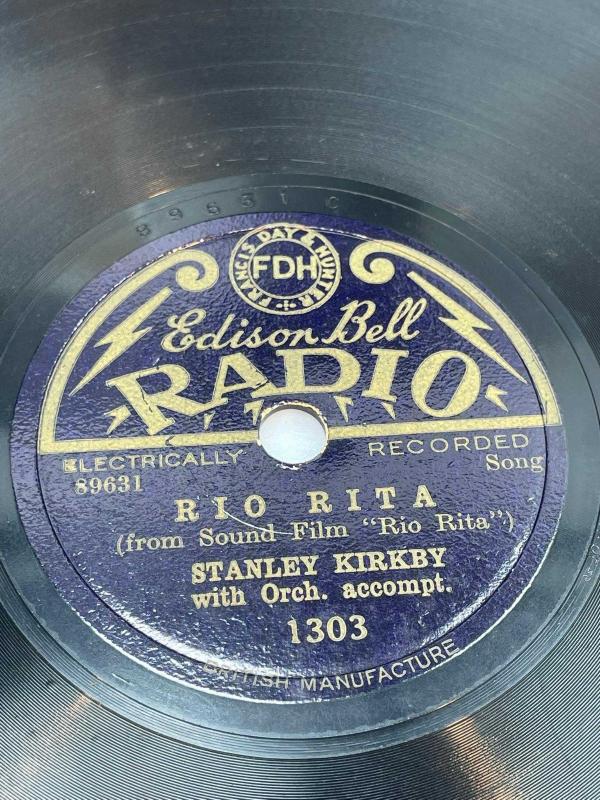 89631 C
FRANCIS DAY & HUNTER
FDH
Edison Bell
RADIO
ELECTRICALLY RECORDED
89631 Song
RIO RITA
(from Sound Film "Rio Rita")
STANLEY KIRKBY
with Orch. accompt.
1303
BRITISH MANUFACTURE